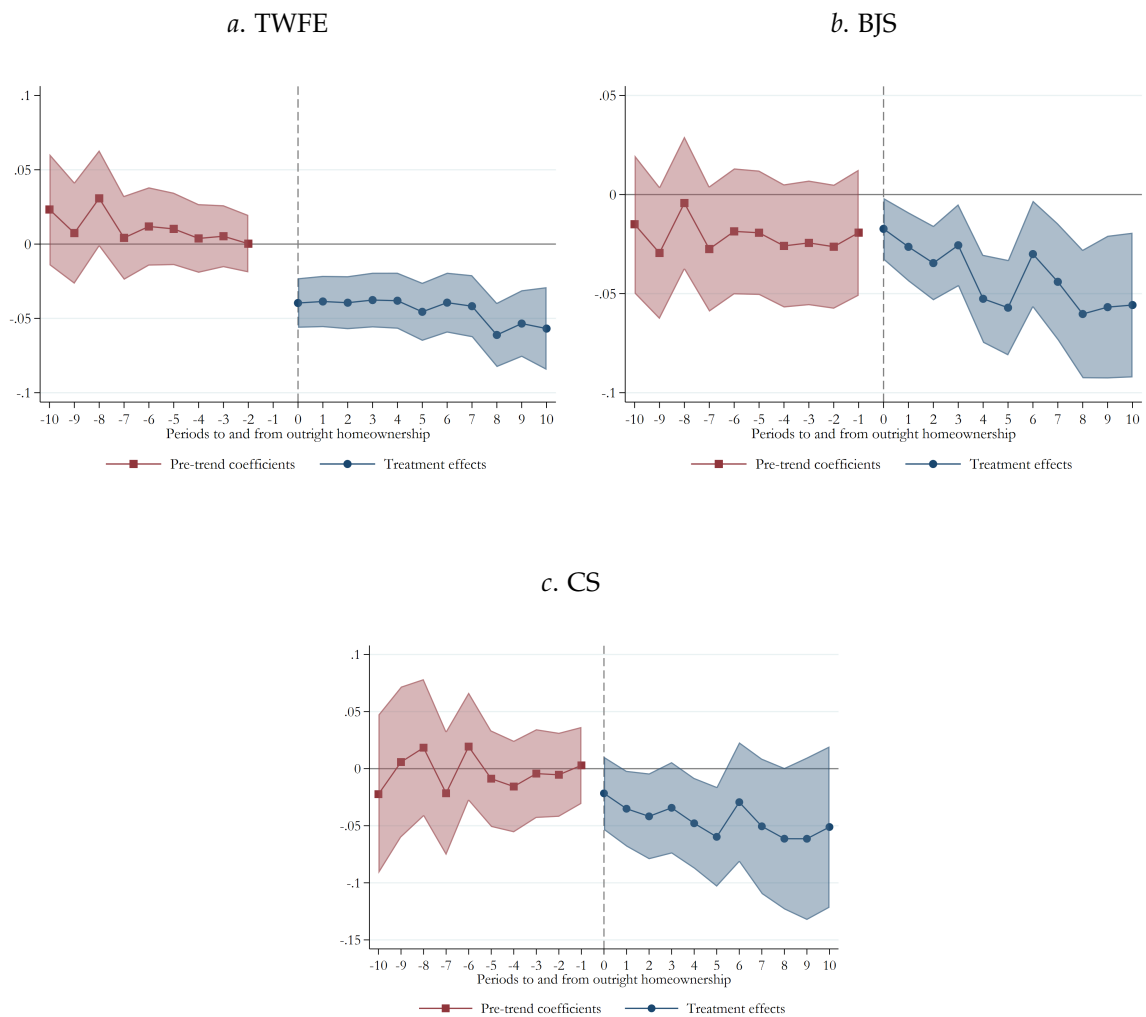 a. TWFE
.1
.05
0
-.05
-.1
-10 -9 -8 -7 -6 -5 -4 -3 -2 -1 0 1 2 3 4 5 6 7 8 9 10
Periods to and from outright homeownership
Pre-trend coefficients Treatment effects
b. BJS
.05
0
-.05
-.1
-10 -9 -8 -7 -6 -5 -4 -3 -2 -1 0 1 2 3 4 5 6 7 8 9 10
Periods to and from outright homeownership
Pre-trend coefficients Treatment effects
c. CS
.1
.05
0
-.05
-.1
-.15
-10 -9 -8 -7 -6 -5 -4 -3 -2 -1 0 1 2 3 4 5 6 7 8 9 10
Periods to and from outright homeownership
Pre-trend coefficients Treatment effects